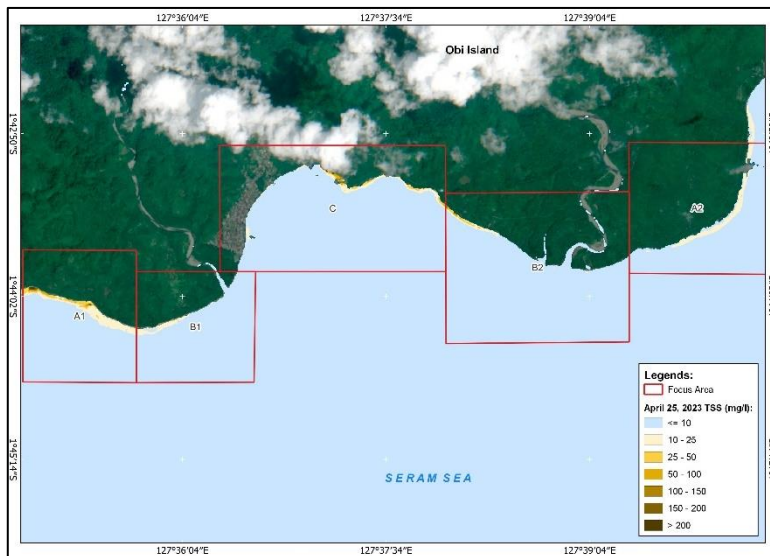 127°36'04"E 127°37'34"E 127°39'04"E
Obi Island
1°42'50"S
C
A2
B2
1°44'02"S
A1
B1
Legends:
Focus Area
April 25, 2023 TSS (mg/l):
<= 10
10 - 25
25 - 50
50 - 100
100 - 150
150 - 200
> 200
1°45'14"S
SERAM SEA
127°36'04"E 127°37'34"E 127°39'04"E